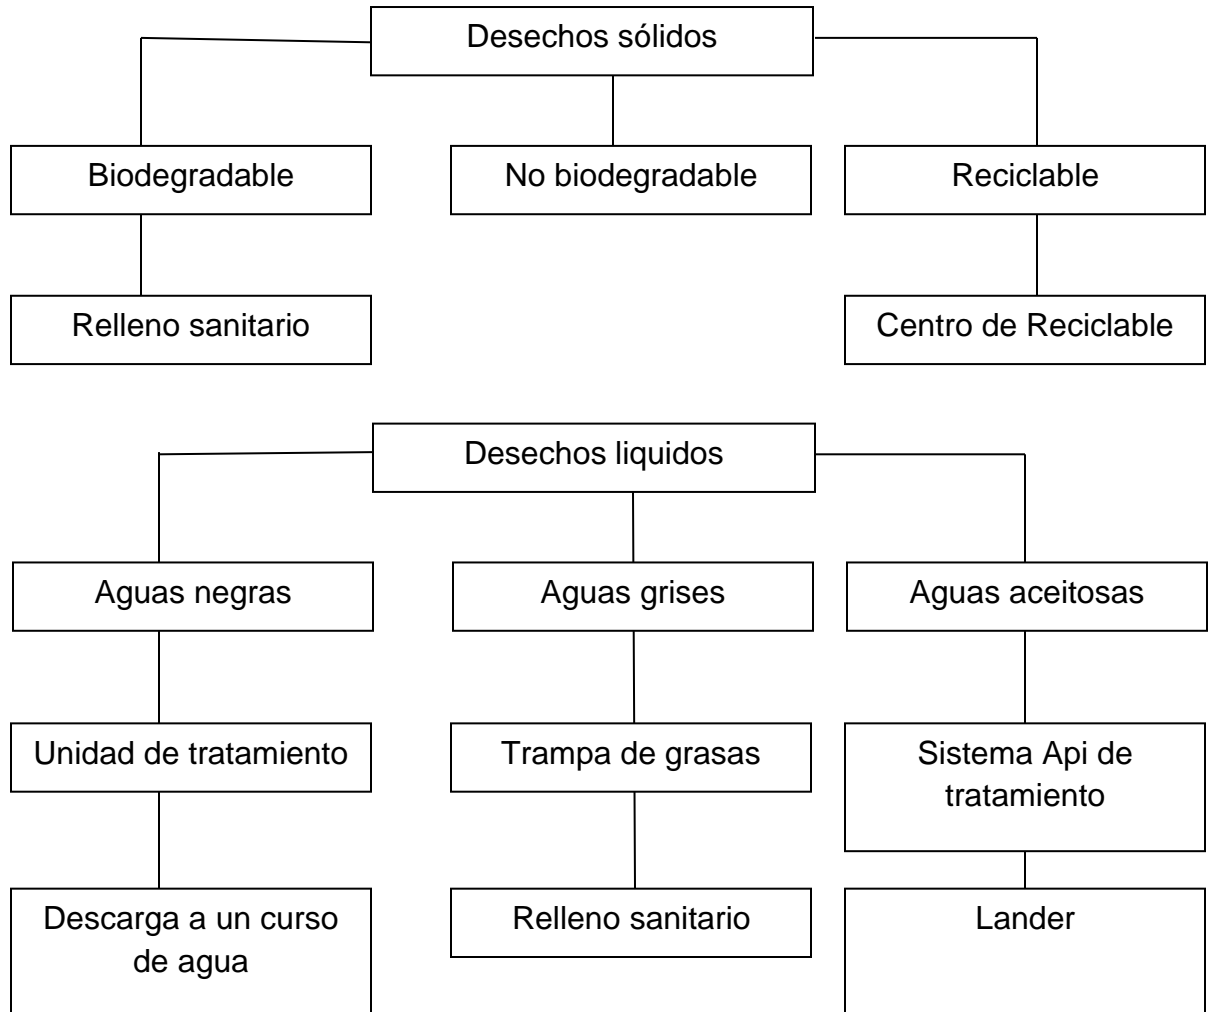 Desechos sólidos
Biodegradable
No biodegradable
Reciclable
Relleno sanitario
Centro de Reciclable
Desechos liquidos
Aguas negras
Aguas grises
Aguas aceitosas
Unidad de tratamiento
Trampa de grasas
Sistema Api de
tratamiento
Descarga a un curso
de agua
Relleno sanitario
Lander